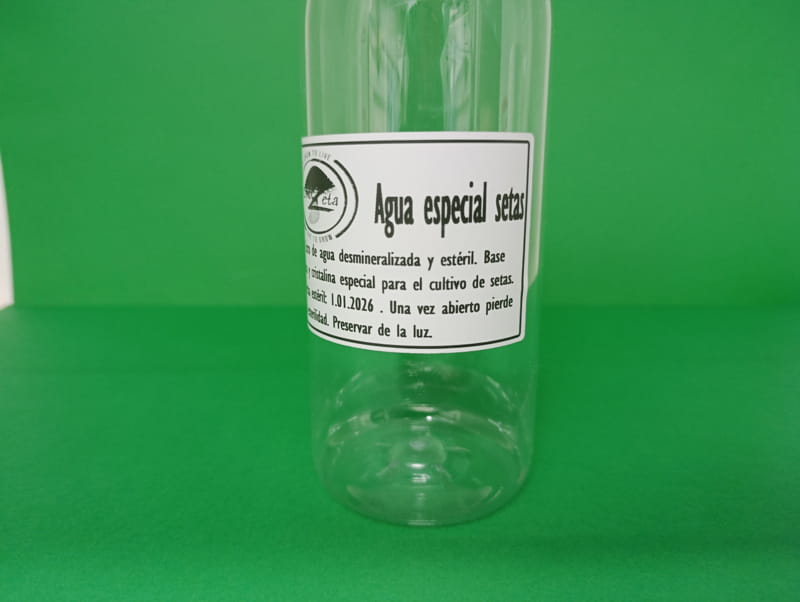 eta
Agua especial setas
de agua desmineralizada y estéril. Base
y cristalina especial para el cultivo de setas.
estéril: 1.01.2026 . Una vez abierto pierde
Preservar de la luz.